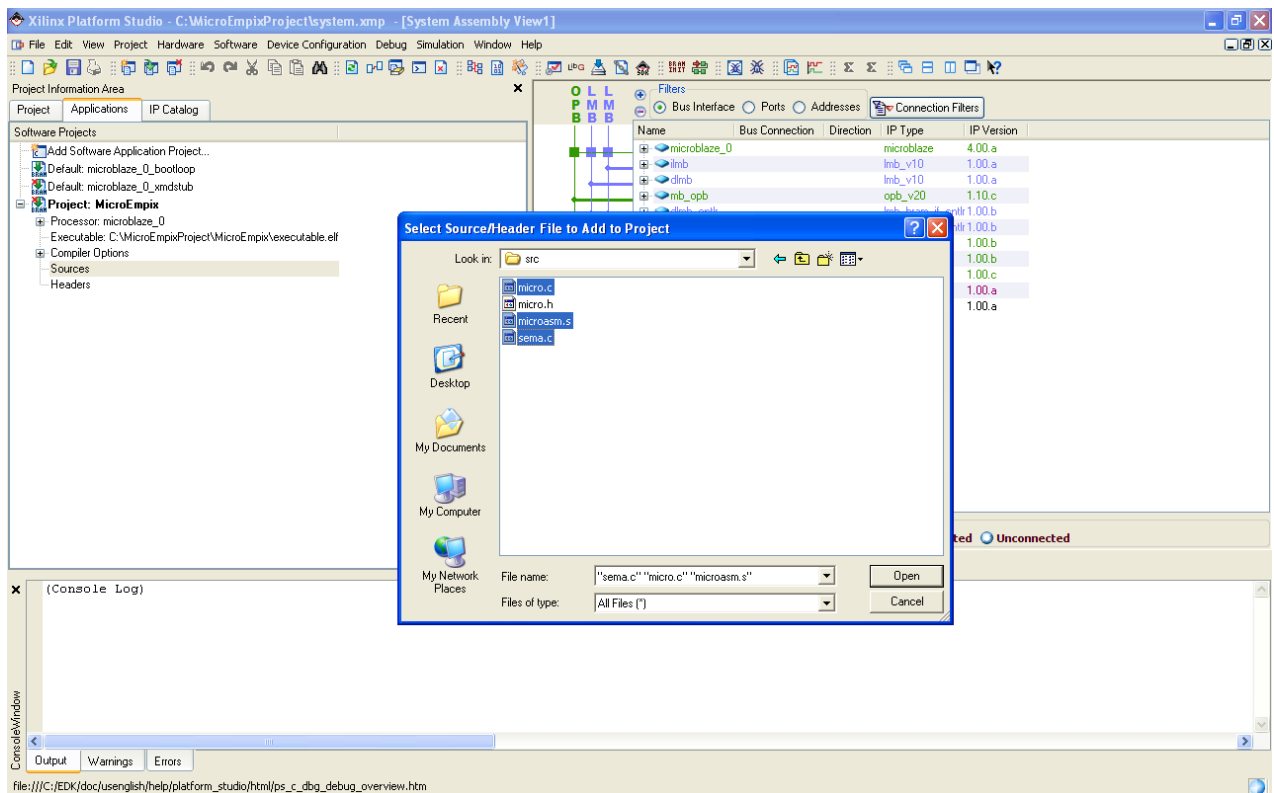 Xilinx Platform Studio - C:\MicroEmpixProject\system.xmp - [System Assembly View1]
File Edit View Project Hardware Software Device Configuration Debug Simulation Window Help
Project Information Area
Project Applications IP Catalog
Software Projects
Add Software Application Project...
Default: microblaze_0_bootloop
Default: microblaze_0_xmdstub
Project: MicroEmpix
Processor: microblaze_0
Executable: C:\MicroEmpixProject\MicroEmpix\executable.elf
Compiler Options
Sources
Headers
O L L
P M M
B B B
Filters
Bus Interface Ports Addresses Connection Filters
Name Bus Connection Direction IP Type IP Version
microblaze_0 microblaze 4.00.a
ilmb lmb_v10 1.00.a
dlmb lmb_v10 1.00.a
mb_opb opb_v20 1.10.c
1.00.b
1.00.b
1.00.b
1.00.b
1.00.c
1.00.a
1.00.a
Select Source/Header File to Add to Project
Look in: src
micro.c
micro.h
microasm.s
sema.c
Recent
Desktop
My Documents
My Computer
My Network
Places
File name: "sema.c" "micro.c" "microasm.s" Open
Files of type: All Files (*) Cancel
ted Unconnected
(Console Log)
ConsoleWindow
Output Warnings Errors
file:///C:/EDK/doc/usenglish/help/platform_studio/html/ps_c_dbg_debug_overview.htm